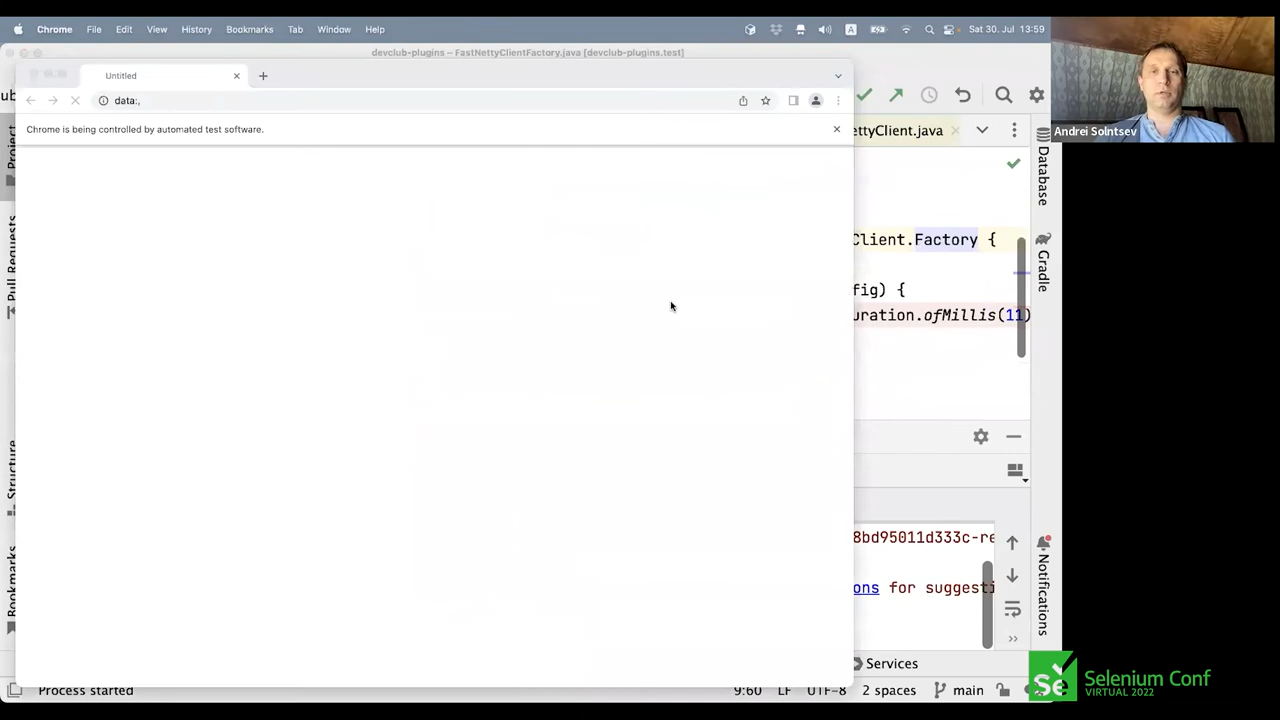 Chrome File Edit View History Bookmarks Tab Window Help A Sat 30. Jul 13:59
devclub-plugins – FastNettyClientFactory.java [devclub-plugins.test]
Untitled
data:,
Chrome is being controlled by automated test software.
ub
ettyClient.java
Andrei Solntsev
Project
Pull Requests
Structure
Bookmarks
Database
Gradle
Notifications
Client.Factory {
fig) {
uration.ofMillis(11)
8bd95011d333c-re
ons for suggesti
Services
Process started 9:60 LF UTF-8 2 spaces main
Se Selenium Conf
VIRTUAL 2022